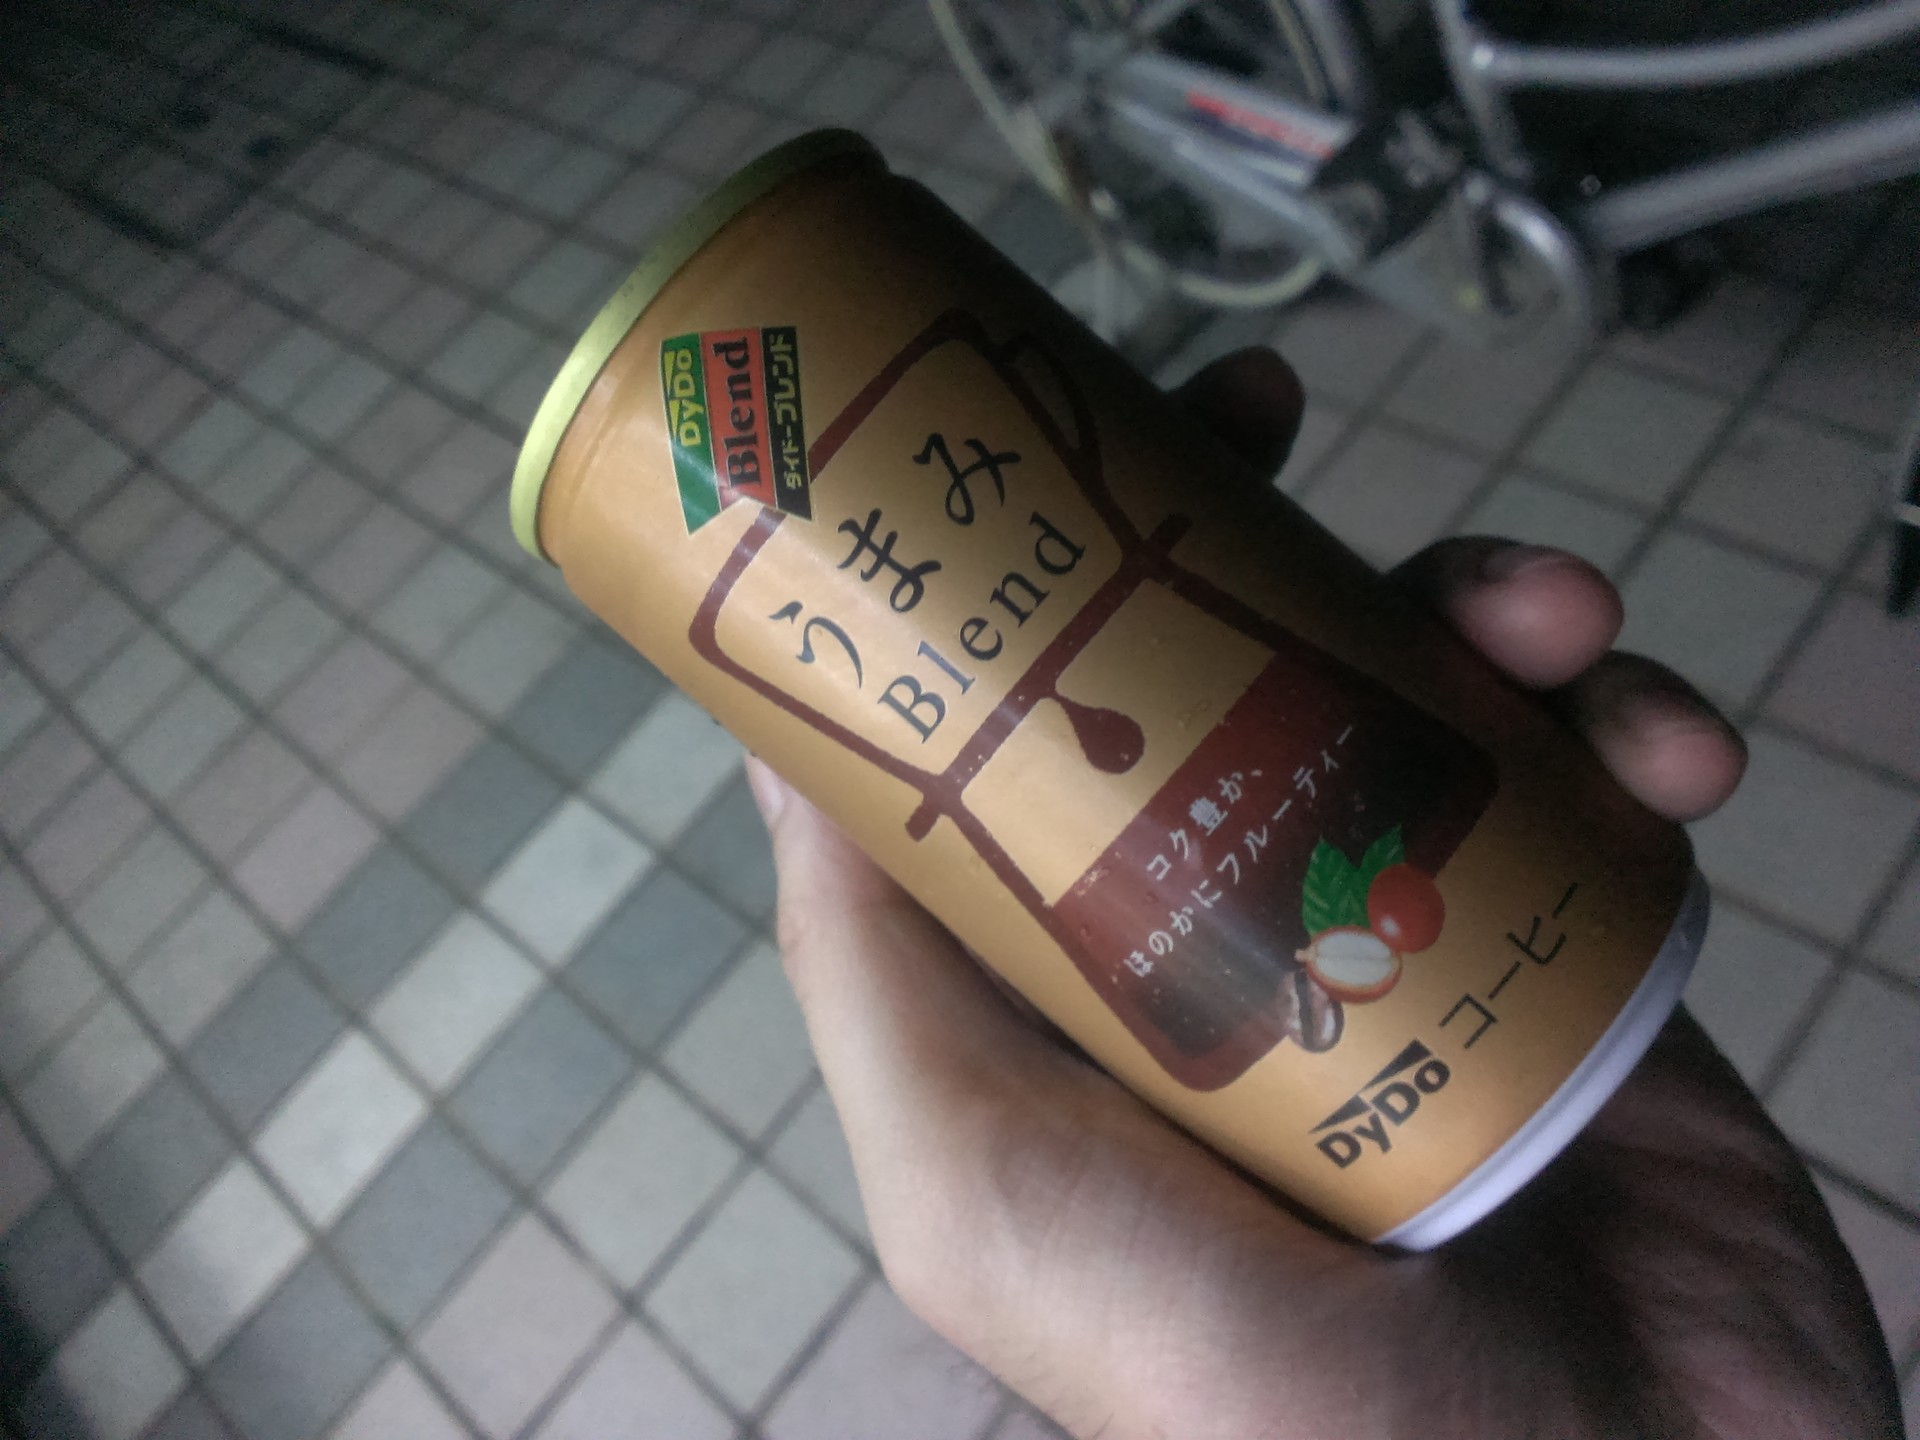 DyDo
Blend
ダイドーブレンド
うまみ
Blend
コク豊か、
ほのかにフルーティー
DyDo コーヒー